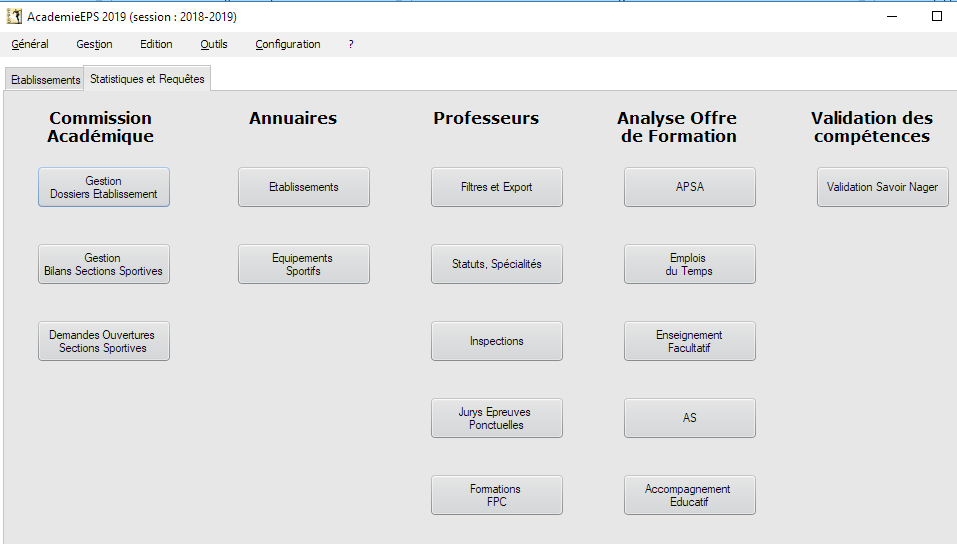 AcademieEPS 2019 (session : 2018-2019)
Général Gestion Edition Outils Configuration ?
Etablissements Statistiques et Requêtes
Commission
Académique
Gestion
Dossiers Etablissement
Gestion
Bilans Sections Sportives
Demandes Ouvertures
Sections Sportives
Annuaires
Etablissements
Equipements
Sportifs
Professeurs
Filtres et Export
Statuts, Spécialités
Inspections
Jurys Epreuves
Ponctuelles
Formations
FPC
Analyse Offre
de Formation
APSA
Emplois
du Temps
Enseignement
Facultatif
AS
Accompagnement
Educatif
Validation des
compétences
Validation Savoir Nager